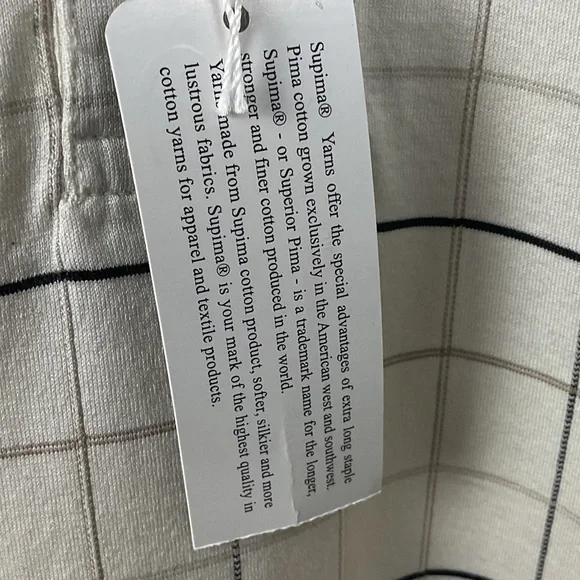 Supima® Yarns offer the special advantages of extra long staple
Pima cotton grown exclusively in the American west and southwest.
Supima® - or Superior Pima - is a trademark name for the longer,
stronger and finer cotton produced in the world.
Yarn made from Supima cotton product, softer, silkier and more
lustrous fabrics. Supima® is your mark of the highest quality in
cotton yarns for apparel and textile products.